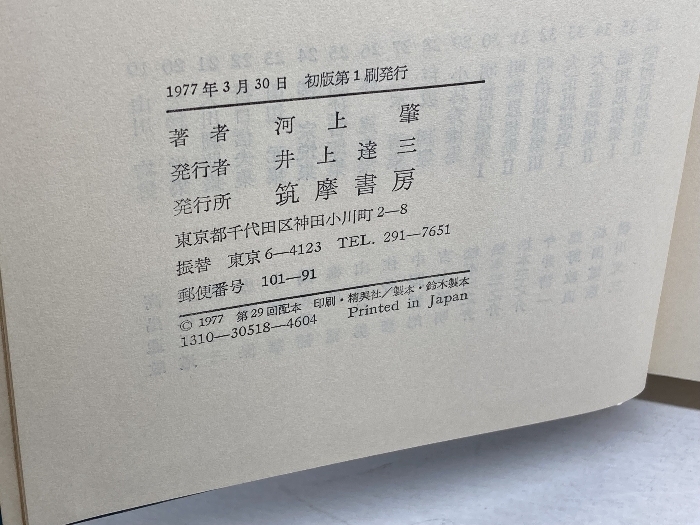 1977年3月30日 初版第1刷発行
著者 河上肇
発行者 井上達三
発行所 筑摩書房
東京都千代田区神田小川町2—8
振替 東京6—4123 TEL. 291—7651
郵便番号 101—91
© 1977 第29回配本 印刷・精興社/製本・鈴木製本
1310—30518—4604 Printed in Japan